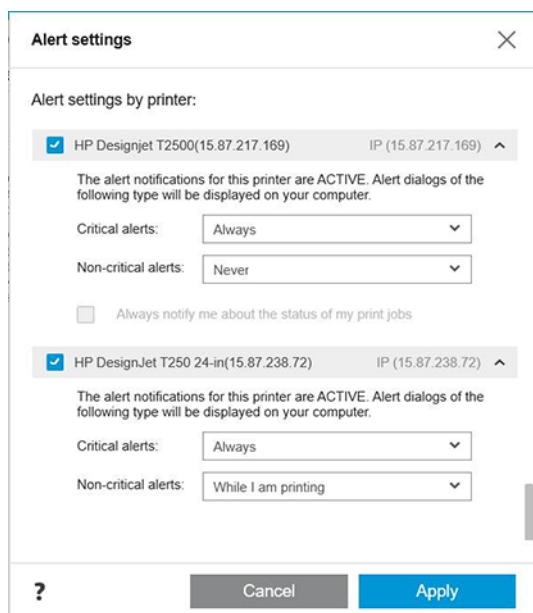 Alert settings
Alert settings by printer:
HP Designjet T2500(15.87.217.169) IP (15.87.217.169)
The alert notifications for this printer are ACTIVE. Alert dialogs of the
following type will be displayed on your computer.
Critical alerts: Always
Non-critical alerts: Never
Always notify me about the status of my print jobs
HP DesignJet T250 24-in(15.87.238.72) IP (15.87.238.72)
The alert notifications for this printer are ACTIVE. Alert dialogs of the
following type will be displayed on your computer.
Critical alerts: Always
Non-critical alerts: While I am printing
? Cancel Apply